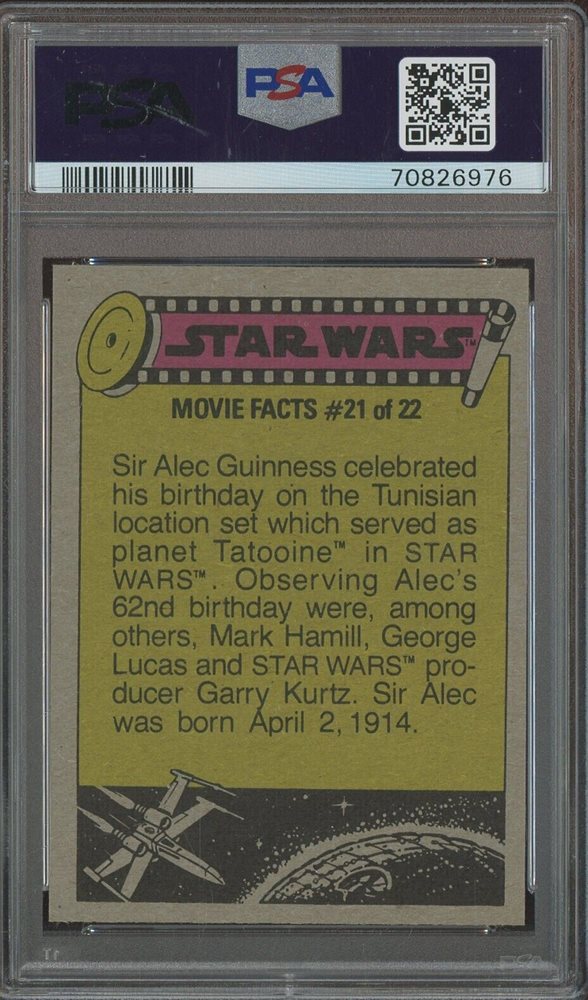 PSA PSA
70826976
STAR WARS™
MOVIE FACTS #21 of 22
Sir Alec Guinness celebrated
his birthday on the Tunisian
location set which served as
planet Tatooine™ in STAR
WARS™. Observing Alec's
62nd birthday were, among
others, Mark Hamill, George
Lucas and STAR WARS™ pro-
ducer Garry Kurtz. Sir Alec
was born April 2, 1914.
PSA